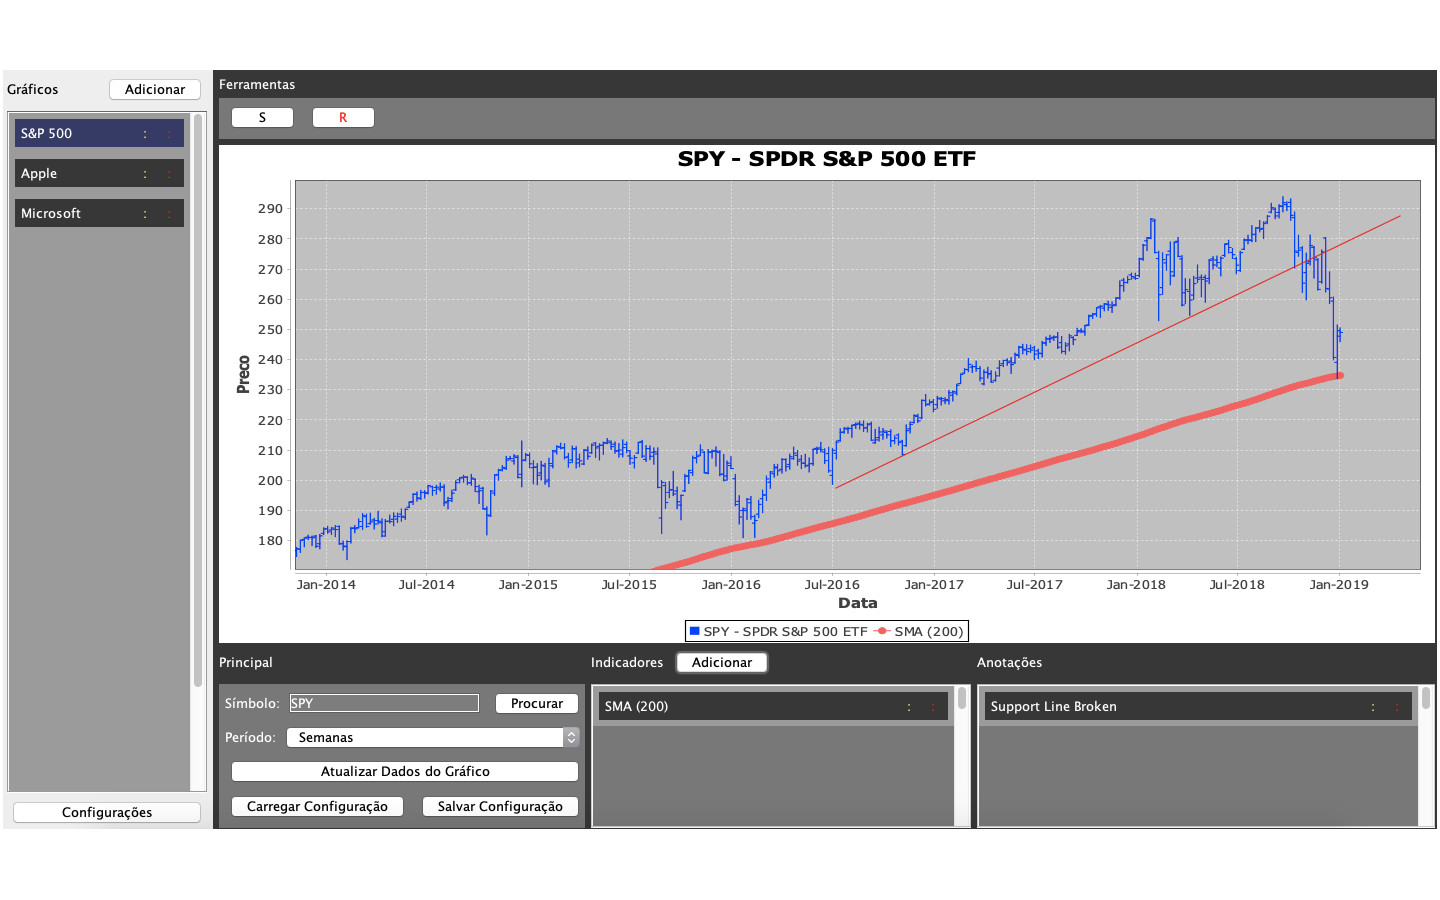 Gráficos
Adicionar
S&P 500 : :
Apple : :
Microsoft : :
Configurações
Ferramentas
S R
SPY - SPDR S&P 500 ETF
Preco
290
280
270
260
250
240
230
220
210
200
190
180
Jan-2014 Jul-2014 Jan-2015 Jul-2015 Jan-2016 Jul-2016 Jan-2017 Jul-2017 Jan-2018 Jul-2018 Jan-2019
Data
SPY - SPDR S&P 500 ETF SMA (200)
Principal
Símbolo: SPY Procurar
Período: Semanas
Atualizar Dados do Gráfico
Carregar Configuração Salvar Configuração
Indicadores Adicionar
SMA (200) : :
Anotações
Support Line Broken : :